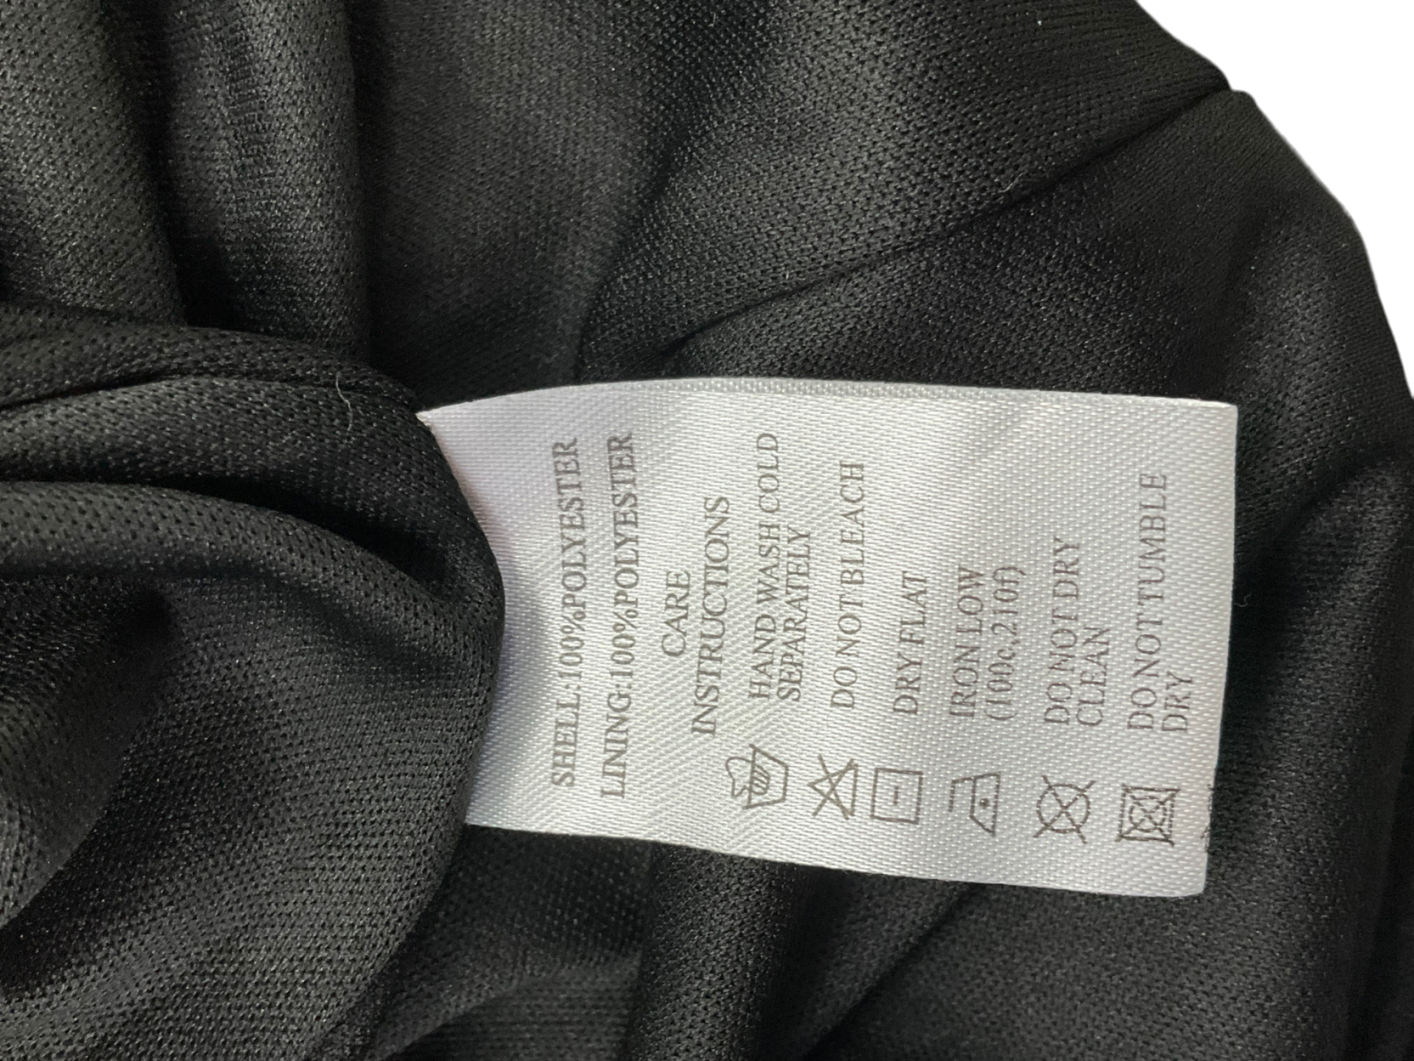 SHELL:100%POLYESTER
LINING:100%POLYESTER
CARE
INSTRUCTIONS
HAND WASH COLD
SEPARATELY
DO NOT BLEACH
DRY FLAT
IRON LOW
(100c,210f)
DO NOT DRY
CLEAN
DO NOT TUMBLE
DRY